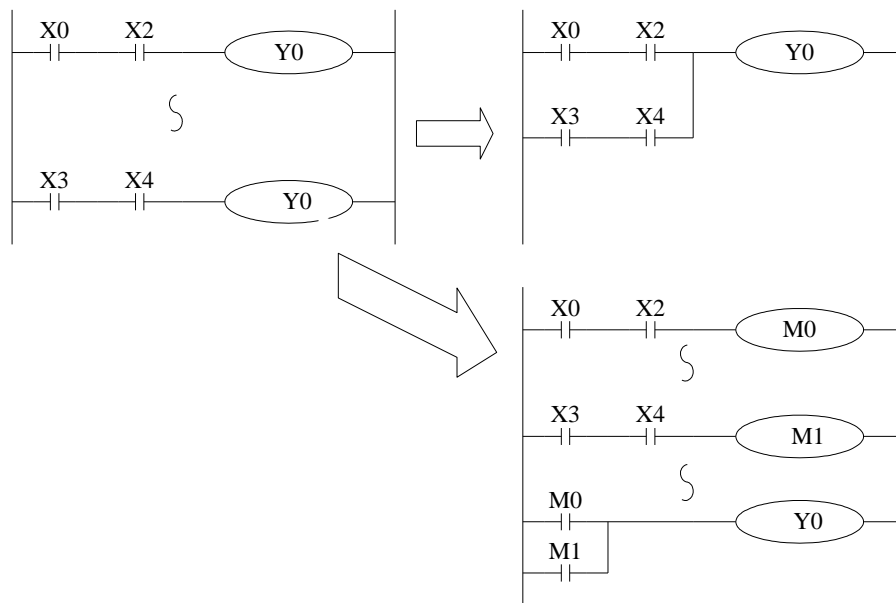 X0 X2 Y0
X3 X4 Y0
X0 X2 Y0
X3 X4
X0 X2 M0
X3 X4 M1
M0 Y0
M1